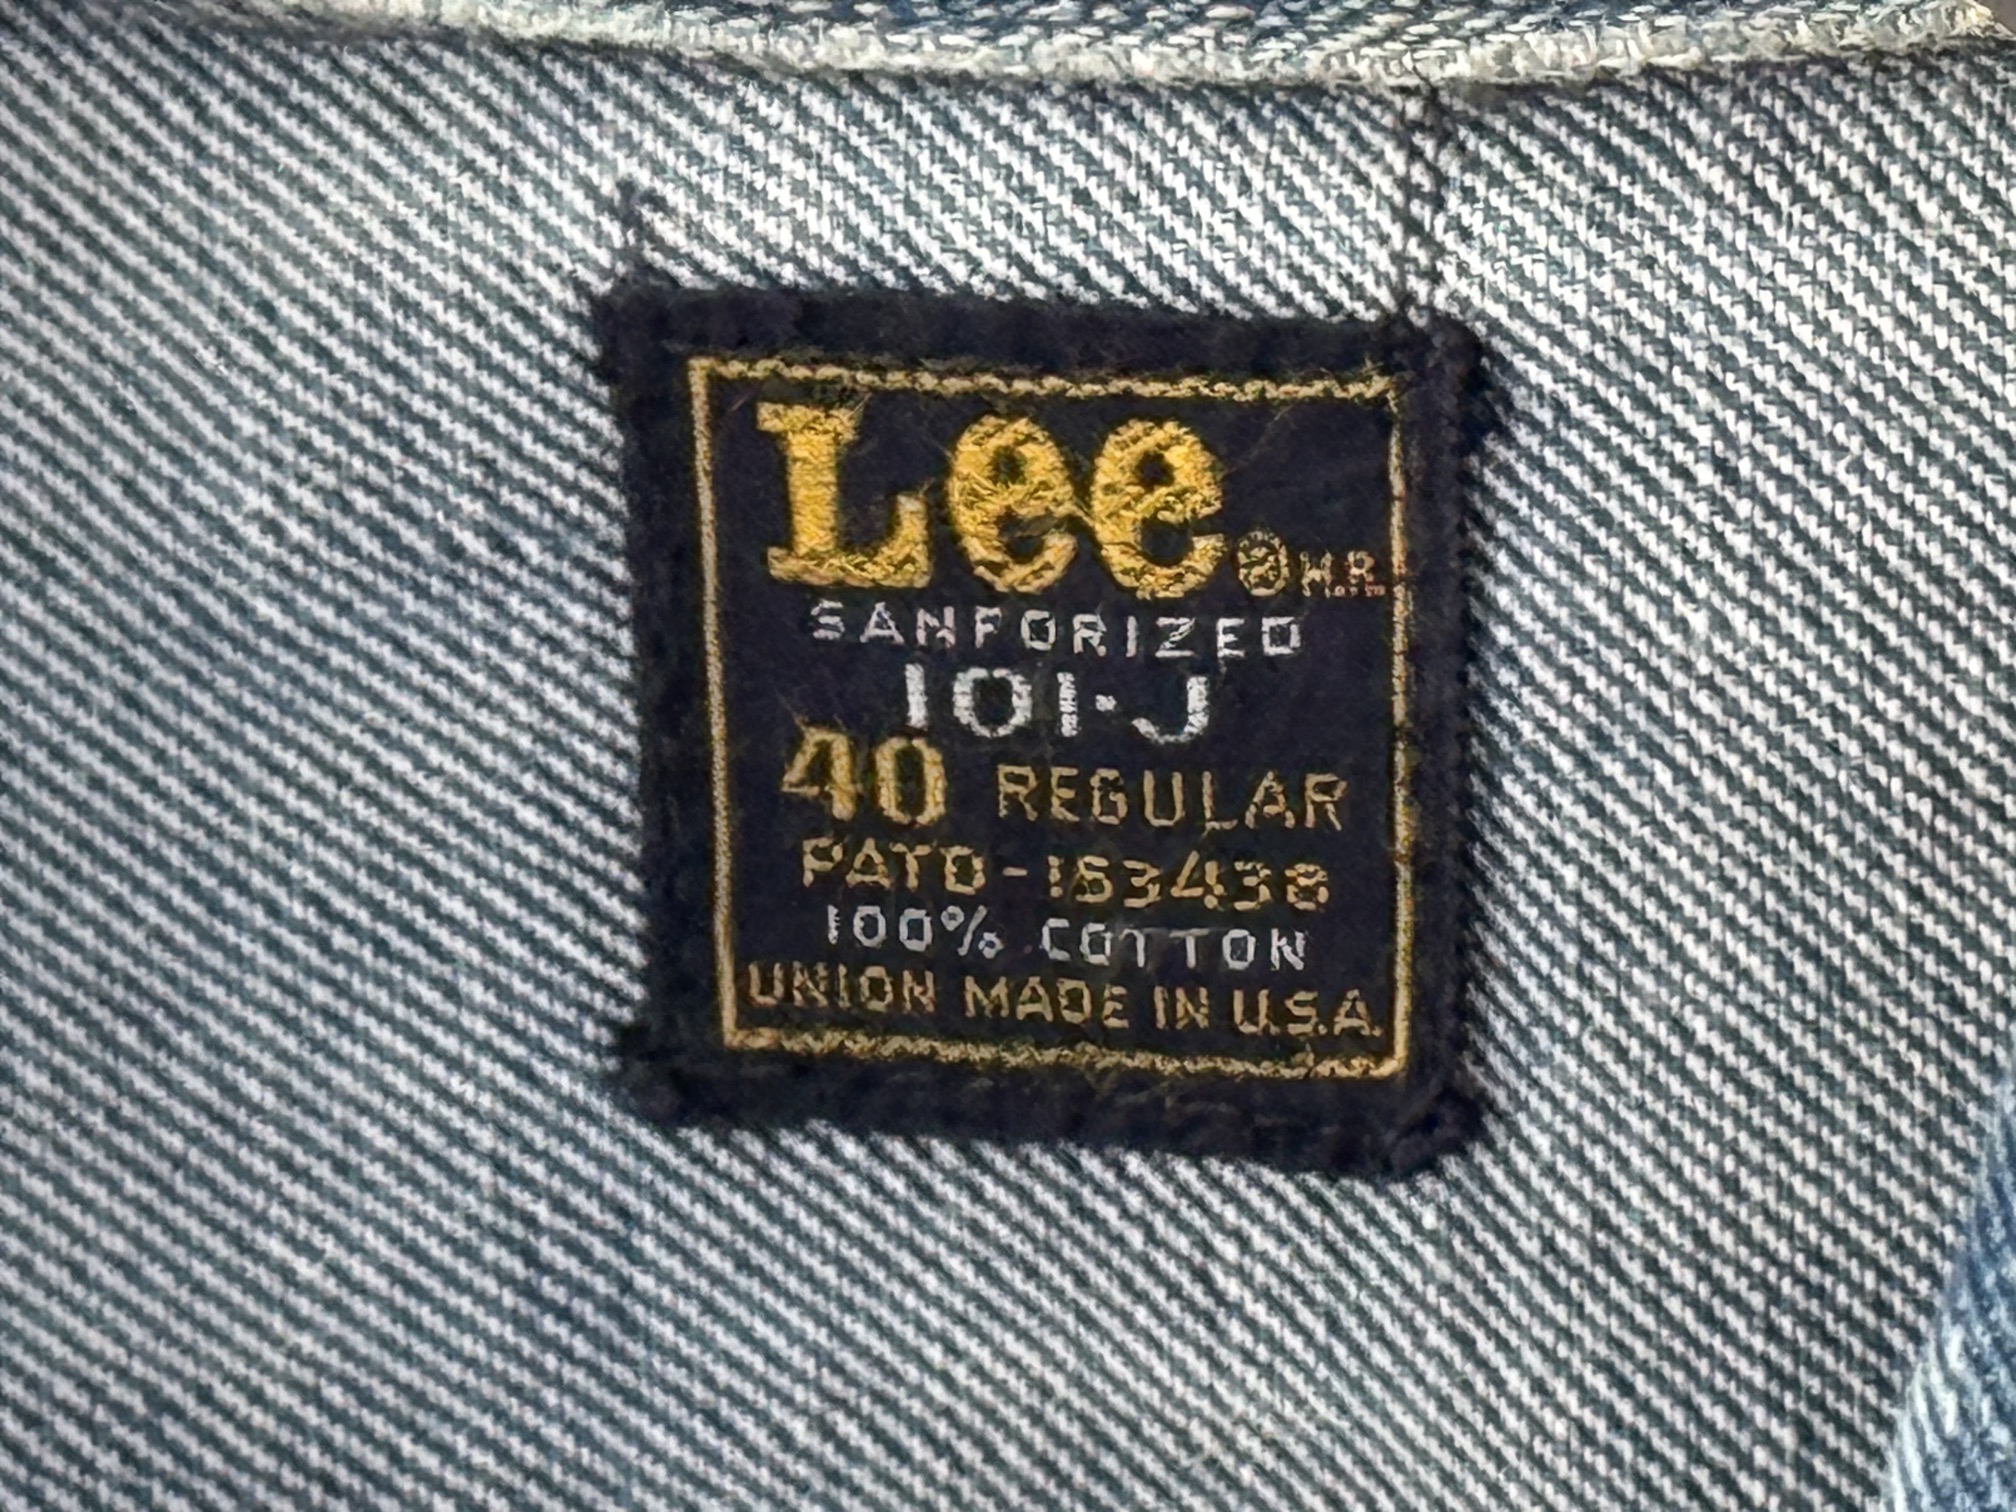 Lee® M.R.
SANFORIZED
101-J
40 REGULAR
PATD-153438
100% COTTON
UNION MADE IN U.S.A.